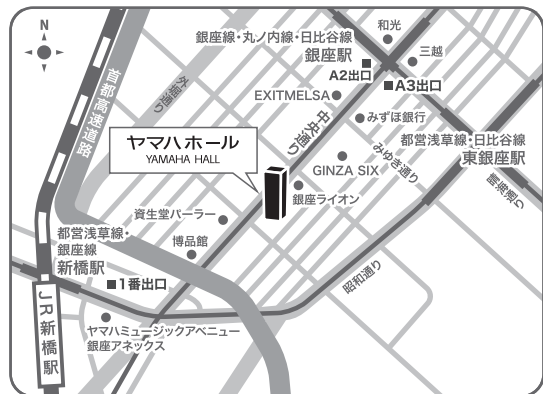 N
和光
銀座線・丸ノ内線・日比谷線
銀座駅
三越
A2出口
A3出口
外堀通り
EXITMELSA
首都高速道路
みずほ銀行
中央通り
ヤマハホール
YAMAHA HALL
都営浅草線・日比谷線
東銀座駅
みゆき通り
GINZA SIX
銀座ライオン
晴海通り
資生堂パーラー
都営浅草線・
銀座線
新橋駅
博品館
昭和通り
1番出口
JR新橋駅
ヤマハミュージックアベニュー
銀座アネックス